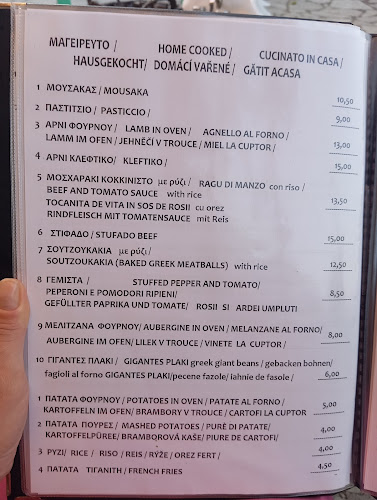 ΜΑΓΕΙΡΕΥΤΟ / HOME COOKED / CUCINATO IN CASA /
HAUSGEKOCHT/ DOMÁCÍ VAŘENÉ / GĂTIT ACASA
1 ΜΟΥΣΑΚΑΣ / MOUSAKA 10,50
2 ΠΑΣΤΙΤΣΙΟ / PASTICCIO / 9,00
3 ΑΡΝΙ ΦΟΥΡΝΟΥ / LAMB IN OVEN / AGNELLO AL FORNO /
LAMM IM OFEN / JEHNĚČÍ V TROUCE / MIEL LA CUPTOR / 13,00
4 ΑΡΝΙ ΚΛΕΦΤΙΚΟ / KLEFTIKO / 15,00
5 ΜΟΣΧΑΡΑΚΙ ΚΟΚΚΙΝΙΣΤΟ με ρύζι / RAGU DI MANZO con riso /
BEEF AND TOMATO SAUCE with rice
TOCANITA DE VITA IN SOS DE ROSII cu orez 13,50
RINDFLEISCH MIT TOMATENSAUCE mit Reis
6 ΣΤΙΦΑΔΟ / STUFADO BEEF 15,00
7 ΣΟΥΤΖΟΥΚΑΚΙΑ με ρύζι /
SOUTZOUKAKIA (BAKED GREEK MEATBALLS) with rice 12,50
8 ΓΕΜΙΣΤΑ / STUFFED PEPPER AND TOMATO/
PEPERONI E POMODORI RIPIENI/ 8,50
GEFÜLLTER PAPRIKA UND TOMATE/ ROSII SI ARDEI UMPLUTI
9 ΜΕΛΙΤΖΑΝΑ ΦΟΥΡΝΟΥ/ AUBERGINE IN OVEN / MELANZANE AL FORNO/
AUBERGINE IM OFEN / LILEK V TROUCE / VINETE LA CUPTOR / 8,00
10 ΓΙΓΑΝΤΕΣ ΠΛΑΚΙ / GIGANTES PLAKI greek giant beans / gebacken bohnen/
fagioli al forno GIGANTES PLAKI/pecene fazole/ iahnie de fasole / 6,00
1 ΠΑΤΑΤΑ ΦΟΥΡΝΟΥ / POTATOES IN OVEN / PATATE AL FORNO/
KARTOFFELN IM OFEN / BRAMBORY V TROUCE / CARTOFI LA CUPTOR 5,00
2 ΠΑΤΑΤΑ ΠΟΥΡΕΣ / MASHED POTATOES / PURÈ DI PATATE/
KARTOFFELPÜREE/ BRAMBOROVÁ KAŠE/ PIURE DE CARTOFI/ 4,00
3 ΡΥΖΙ/ RICE / RISO / REIS / RÝŽE / OREZ FERT / 4,00
4 ΠΑΤΑΤΑ ΤΙΓΑΝΙΤΗ / FRENCH FRIES 4,50